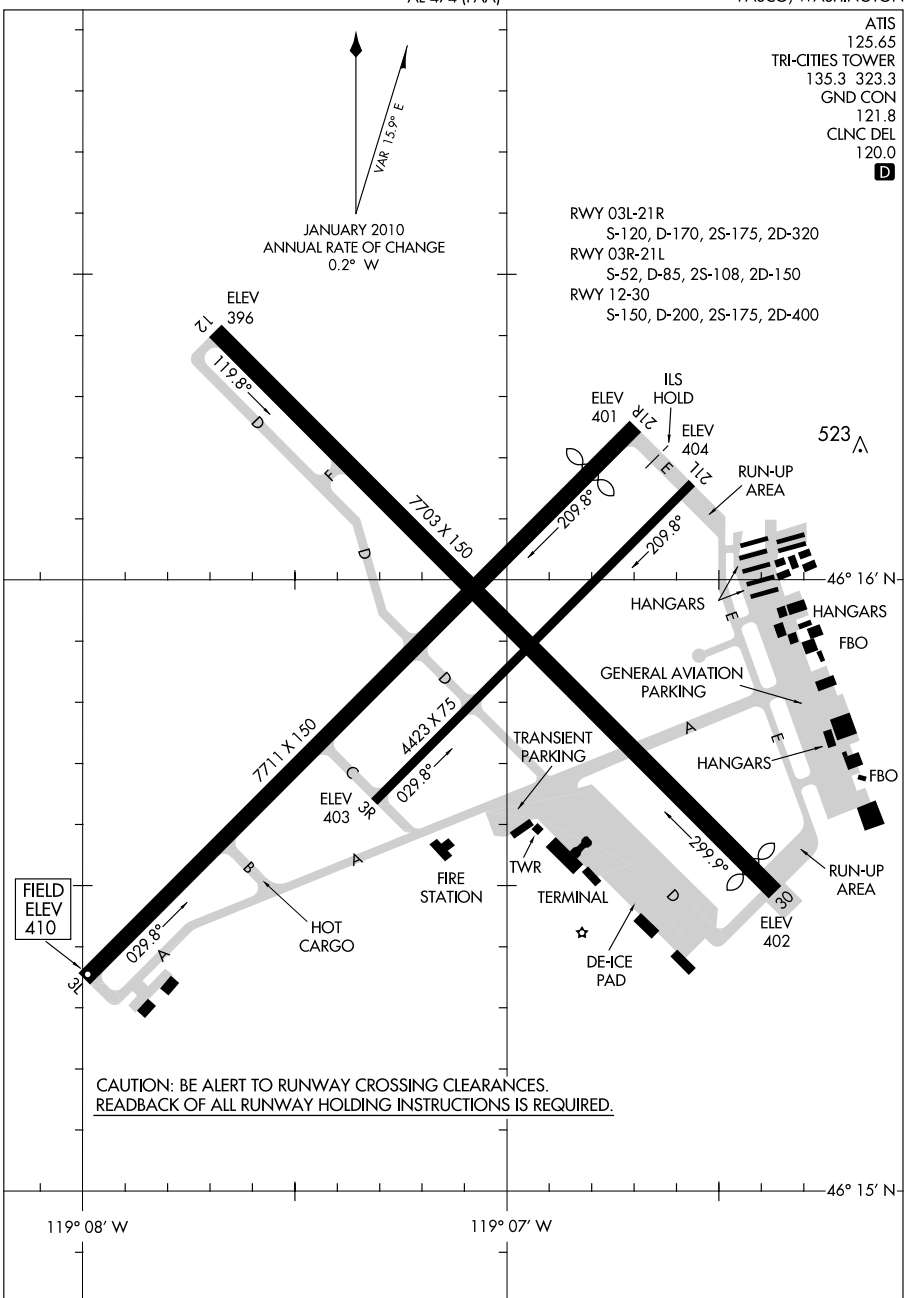 ATIS
125.65
TRI-CITIES TOWER
135.3 323.3
GND CON
121.8
CLNC DEL
120.0
D
VAR 15.9° E
JANUARY 2010
ANNUAL RATE OF CHANGE
0.2° W
RWY 03L-21R
S-120, D-170, 2S-175, 2D-320
RWY 03R-21L
S-52, D-85, 2S-108, 2D-150
RWY 12-30
S-150, D-200, 2S-175, 2D-400
ELEV
396
12
119.8°
D
F
7703 X 150
D
ELEV
401
21R
ILS
HOLD
ELEV
404
E
21L
209.8°
209.8°
523
RUN-UP
AREA
46° 16' N
HANGARS
HANGARS
FBO
E
GENERAL AVIATION
PARKING
D
TRANSIENT
PARKING
A
E
HANGARS
FBO
7711 X 150
4423 X 75
C
ELEV
403
3R
029.8°
299.9°
TWR
TERMINAL
FIRE
STATION
A
B
HOT
CARGO
D
RUN-UP
AREA
30
ELEV
402
DE-ICE
PAD
FIELD
ELEV
410
029.8°
A
3L
CAUTION: BE ALERT TO RUNWAY CROSSING CLEARANCES.
READBACK OF ALL RUNWAY HOLDING INSTRUCTIONS IS REQUIRED.
46° 15' N
119° 08' W
119° 07' W